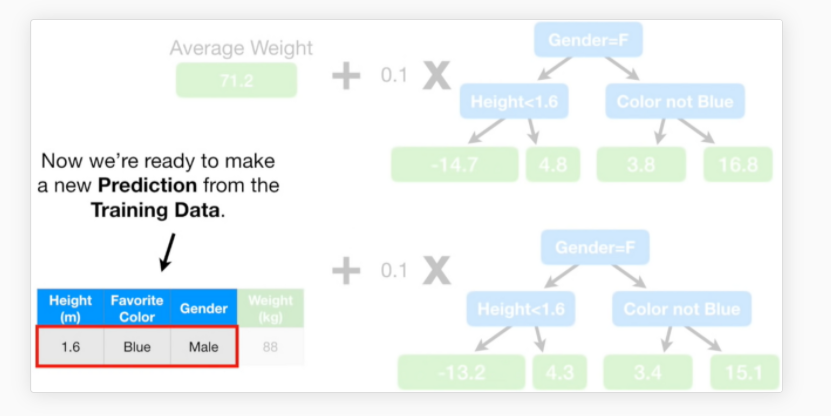 Average Weight
71.2
+ 0.1 X
Gender=F
Height<1.6 Color not Blue
-14.7 4.8 3.8 16.8
Now we're ready to make
a new Prediction from the
Training Data.
+ 0.1 X
Gender=F
Height<1.6 Color not Blue
-13.2 4.3 3.4 15.1
Height (m) Favorite Color Gender Weight (kg)
1.6 Blue Male 88